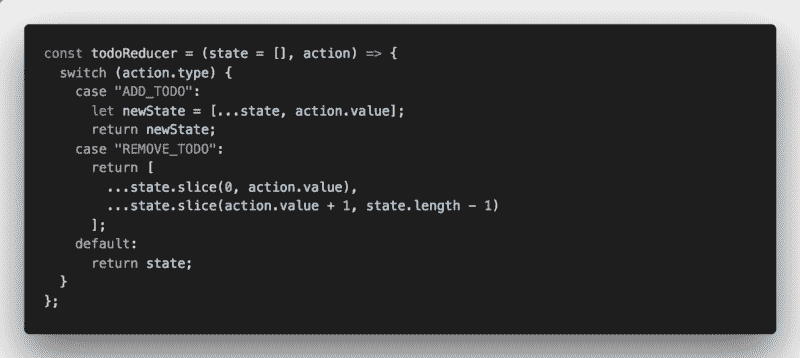 const todoReducer = (state = [], action) => {
  switch (action.type) {
    case "ADD_TODO":
      let newState = [...state, action.value];
      return newState;
    case "REMOVE_TODO":
      return [
        ...state.slice(0, action.value),
        ...state.slice(action.value + 1, state.length - 1)
      ];
    default:
      return state;
  }
};